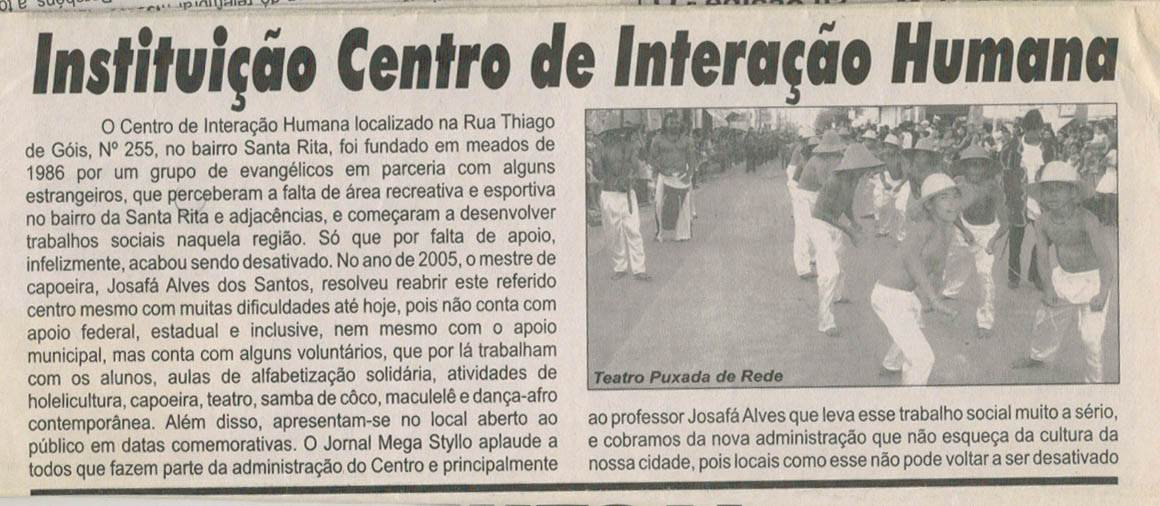 Instituição Centro de Interação Humana
O Centro de Interação Humana localizado na Rua Thiago
de Góis, Nº 255, no bairro Santa Rita, foi fundado em meados de
1986 por um grupo de evangélicos em parceria com alguns
estrangeiros, que perceberam a falta de área recreativa e esportiva
no bairro da Santa Rita e adjacências, e começaram a desenvolver
trabalhos sociais naquela região. Só que por falta de apoio,
infelizmente, acabou sendo desativado. No ano de 2005, o mestre de
capoeira, Josafá Alves dos Santos, resolveu reabrir este referido
centro mesmo com muitas dificuldades até hoje, pois não conta com
apoio federal, estadual e inclusive, nem mesmo com o apoio
municipal, mas conta com alguns voluntários, que por lá trabalham
com os alunos, aulas de alfabetização solidária, atividades de
holelicultura, capoeira, teatro, samba de côco, maculelê e dança-afro
contemporânea. Além disso, apresentam-se no local aberto ao
público em datas comemorativas. O Jornal Mega Styllo aplaude a
todos que fazem parte da administração do Centro e principalmente
Teatro Puxada de Rede
ao professor Josafá Alves que leva esse trabalho social muito a sério,
e cobramos da nova administração que não esqueça da cultura da
nossa cidade, pois locais como esse não pode voltar a ser desativado